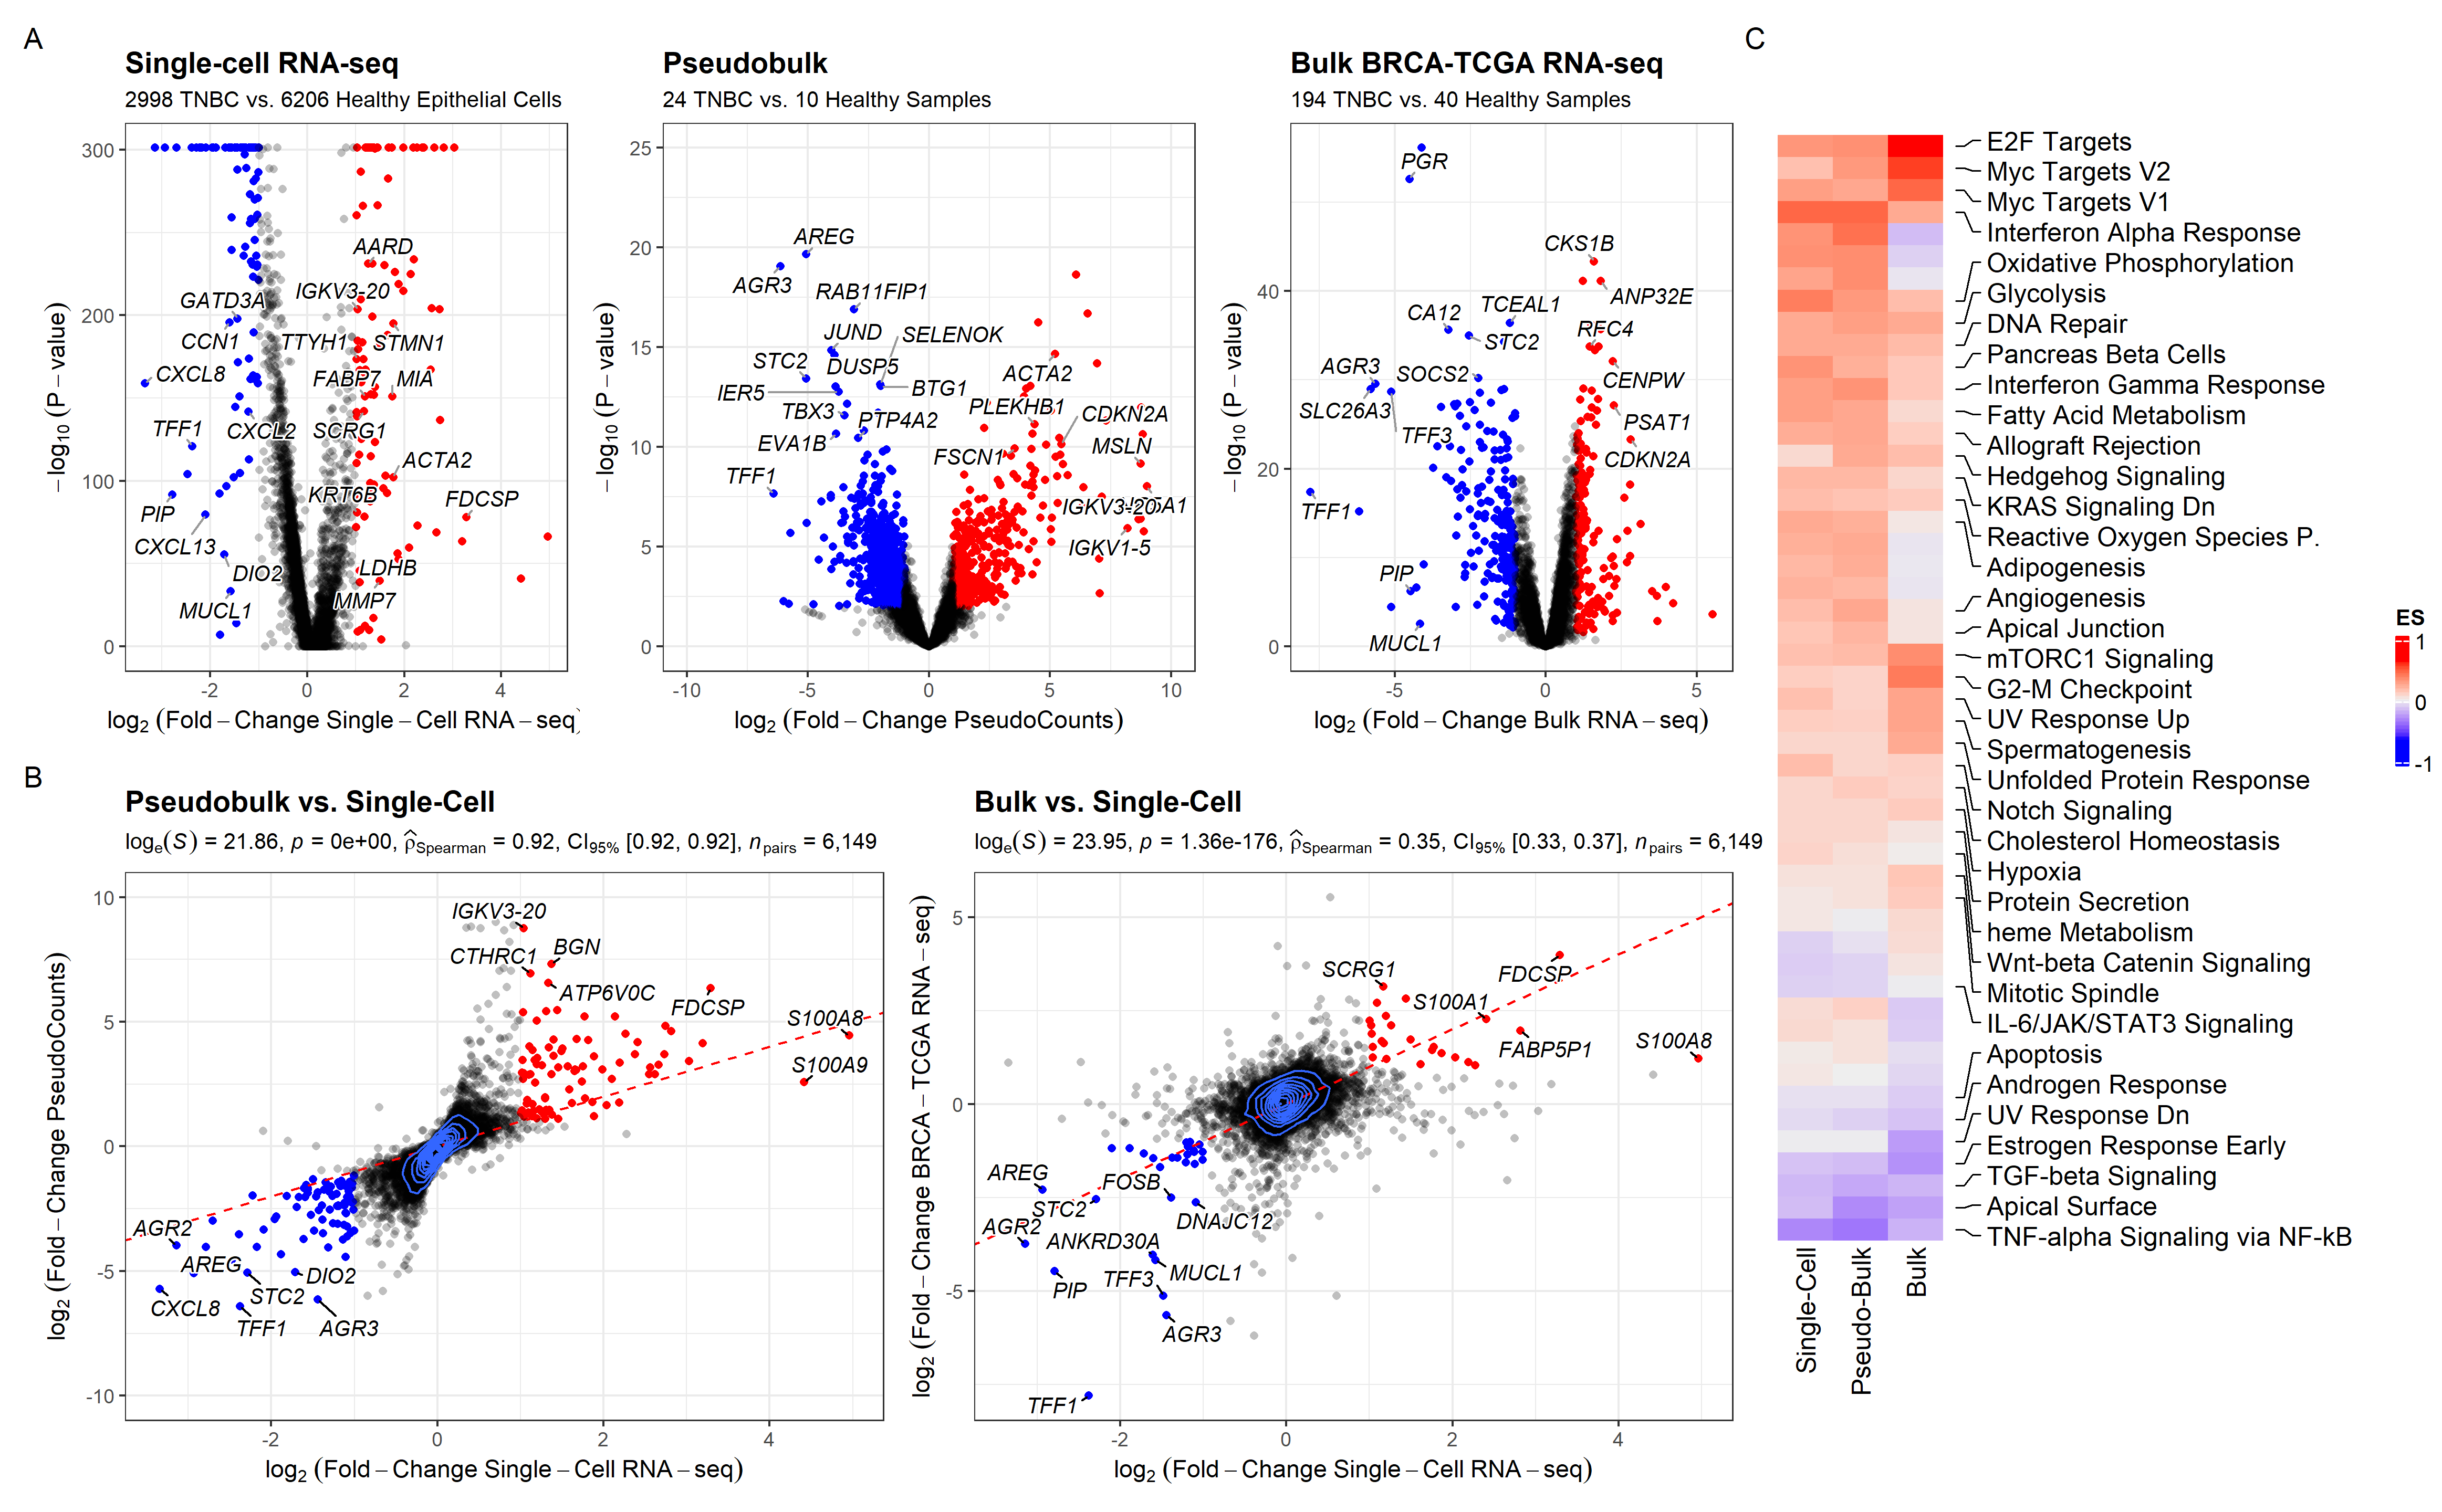 A
Single-cell RNA-seq
2998 TNBC vs. 6206 Healthy Epithelial Cells
300
200
100
0
-2
0
2
4
−log10 (P − value)
log2 (Fold − Change Single − Cell RNA − seq)
AARD
GATD3A
IGKV3-20
CCN1
TTYH1
STMN1
CXCL8
FABP7
MIA
TFF1
CXCL2
SCRG1
ACTA2
KRT6B
FDCSP
PIP
CXCL13
DIO2
LDHB
MUCL1
MMP7
Pseudobulk
24 TNBC vs. 10 Healthy Samples
25
20
15
10
5
0
-10
-5
0
5
10
−log10 (P − value)
log2 (Fold − Change PseudoCounts)
AREG
AGR3
RAB11FIP1
JUND
SELENOK
STC2
DUSP5
ACTA2
IER5
BTG1
TBX3
PTP4A2
PLEKHB1
CDKN2A
EVA1B
MSLN
FSCN1
TFF1
IGKV3-20
IGKV1-5
Bulk BRCA-TCGA RNA-seq
194 TNBC vs. 40 Healthy Samples
40
20
0
-5
0
5
−log10 (P − value)
log2 (Fold − Change Bulk RNA − seq)
PGR
CKS1B
ANP32E
CA12
TCEAL1
RFC4
STC2
AGR3
SOCS2
CENPW
SLC26A3
PSAT1
TFF3
CDKN2A
TFF1
PIP
MUCL1
B
Pseudobulk vs. Single-Cell
loge(S) = 21.86, p = 0e+00, ρ̂Spearman = 0.92, CI95% [0.92, 0.92], npairs = 6,149
10
5
0
-5
-10
-2
0
2
4
log2 (Fold − Change PseudoCounts)
log2 (Fold − Change Single − Cell RNA − seq)
IGKV3-20
CTHRC1
BGN
ATP6V0C
FDCSP
S100A8
S100A9
AGR2
AREG
DIO2
STC2
CXCL8
TFF1
AGR3
Bulk vs. Single-Cell
loge(S) = 23.95, p = 1.36e-176, ρ̂Spearman = 0.35, CI95% [0.33, 0.37], npairs = 6,149
5
0
-5
-2
0
2
4
log2 (Fold − Change BRCA − TCGA RNA − seq)
log2 (Fold − Change Single − Cell RNA − seq)
SCRG1
FDCSP
S100A1
FABP5P1
S100A8
AREG
FOSB
STC2
DNAJC12
AGR2
ANKRD30A
MUCL1
PIP
TFF3
AGR3
TFF1
C
E2F Targets
Myc Targets V2
Myc Targets V1
Interferon Alpha Response
Oxidative Phosphorylation
Glycolysis
DNA Repair
Pancreas Beta Cells
Interferon Gamma Response
Fatty Acid Metabolism
Allograft Rejection
Hedgehog Signaling
KRAS Signaling Dn
Reactive Oxygen Species P.
Adipogenesis
Angiogenesis
Apical Junction
mTORC1 Signaling
G2-M Checkpoint
UV Response Up
Spermatogenesis
Unfolded Protein Response
Notch Signaling
Cholesterol Homeostasis
Hypoxia
Protein Secretion
heme Metabolism
Wnt-beta Catenin Signaling
Mitotic Spindle
IL-6/JAK/STAT3 Signaling
Apoptosis
Androgen Response
UV Response Dn
Estrogen Response Early
TGF-beta Signaling
Apical Surface
TNF-alpha Signaling via NF-kB
Single-Cell
Pseudo-Bulk
Bulk
ES
1
0
-1